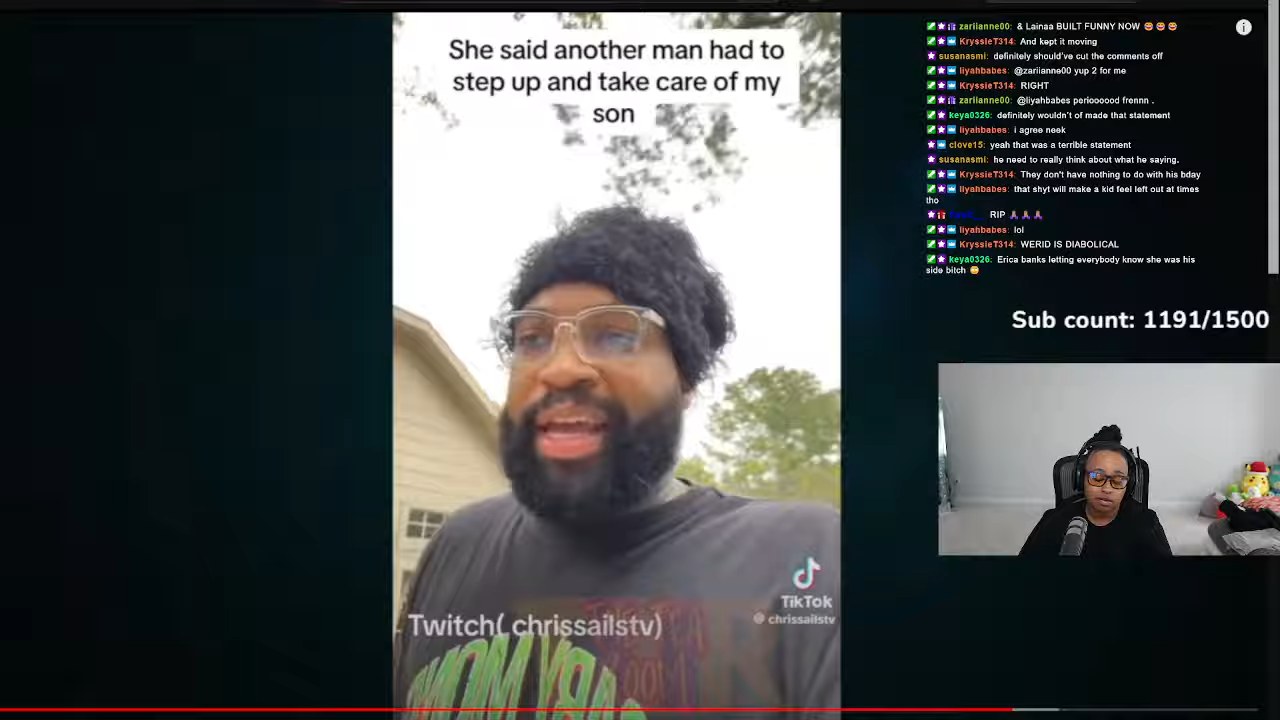 She said another man had to
step up and take care of my
son
zariianne00: & Lainaa BUILT FUNNY NOW
KryssieT314: And kept it moving
susanasmi: definitely should've cut the comments off
liyahbabes: @zariianne00 yup 2 for me
KryssieT314: RIGHT
zariianne00: @liyahbabes perioooood frennn .
keya0326: definitely wouldn't of made that statement
liyahbabes: i agree neek
clove15: yeah that was a terrible statement
susanasmi: he need to really think about what he saying.
KryssieT314: They don't have nothing to do with his bday
liyahbabes: that shyt will make a kid feel left out at times
tho
RIP
liyahbabes: lol
KryssieT314: WERID IS DIABOLICAL
keya0326: Erica banks letting everybody know she was his
side bitch
Sub count: 1191/1500
TikTok
@ chrissailstv
Twitch( chrissailstv)